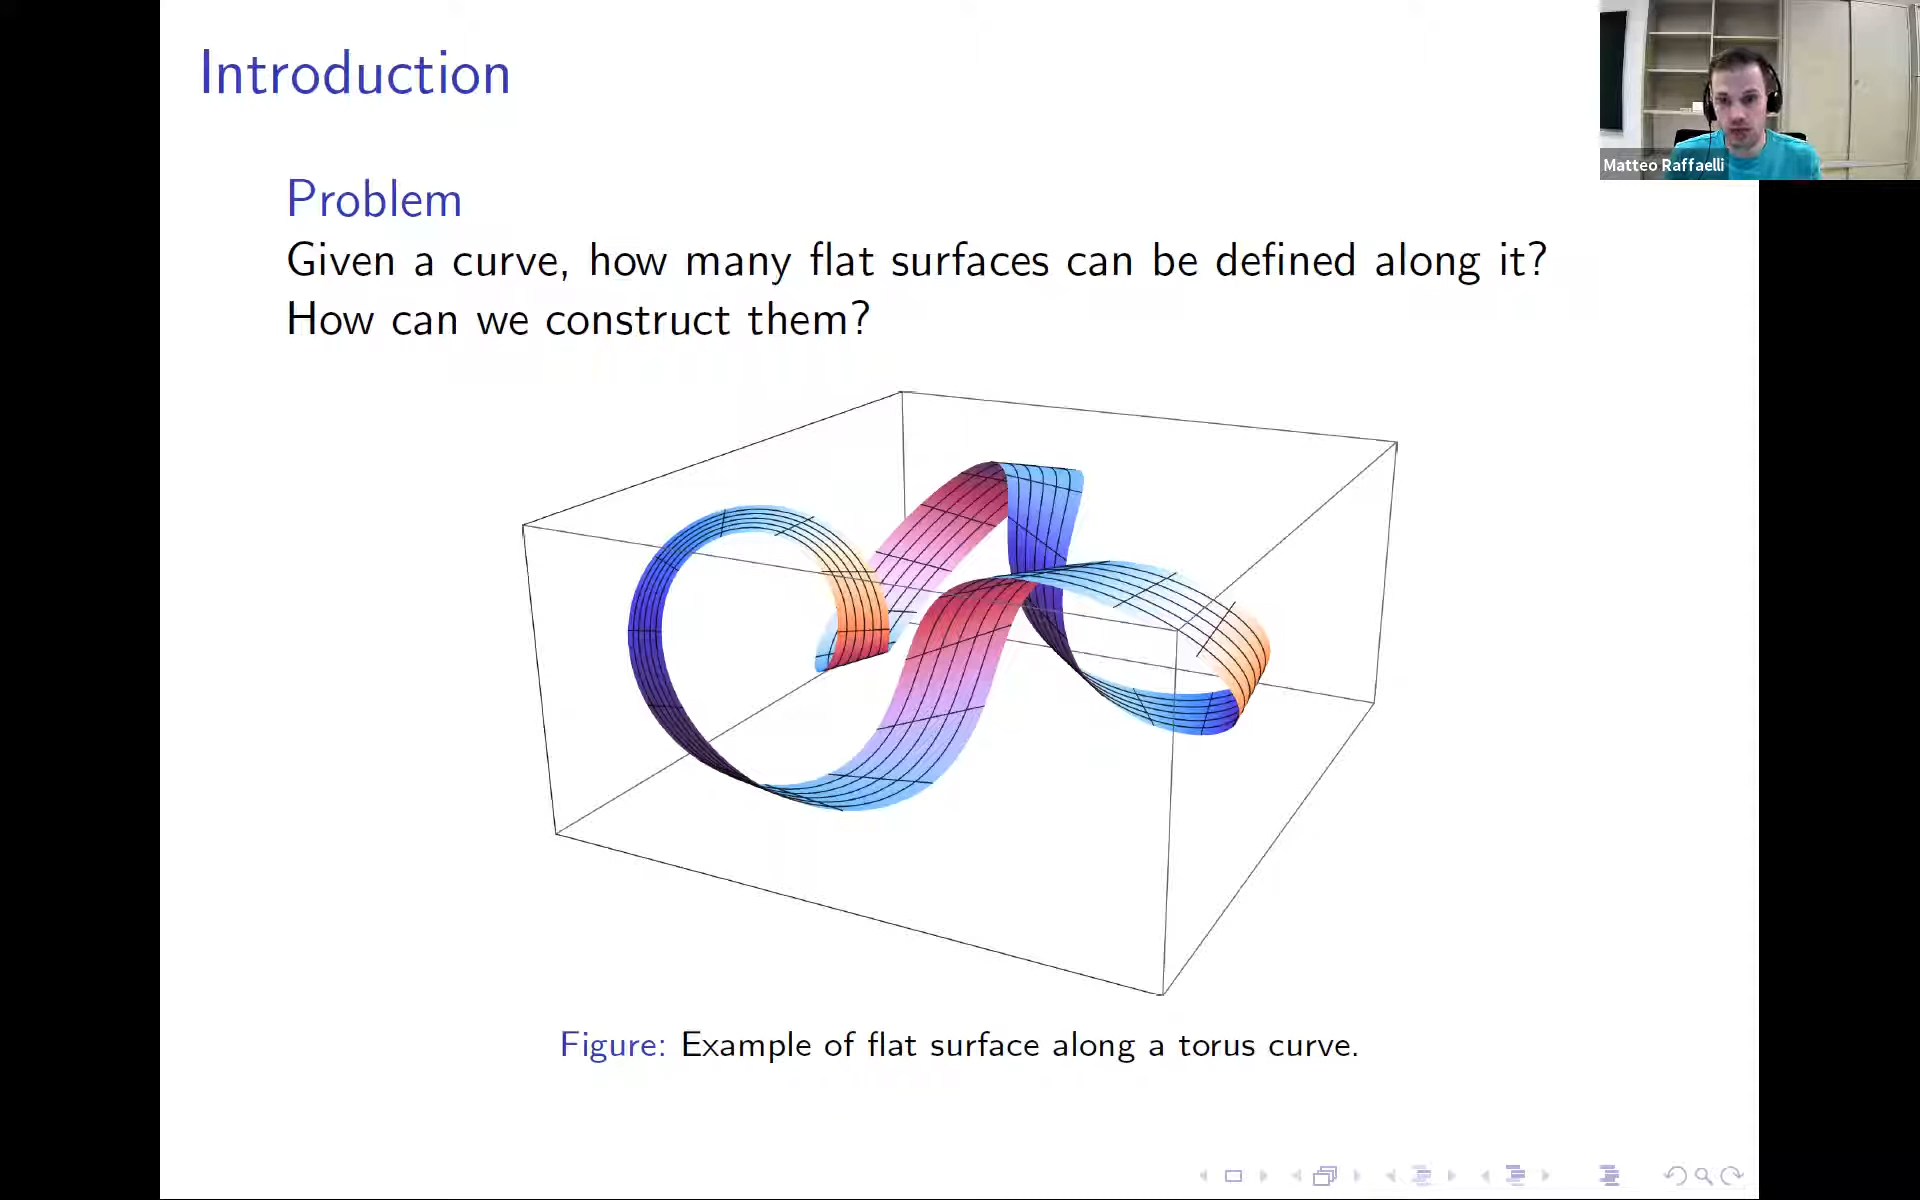 Introduction
Matteo Raffaelli
Problem
Given a curve, how many flat surfaces can be defined along it?
How can we construct them?
Figure: Example of flat surface along a torus curve.